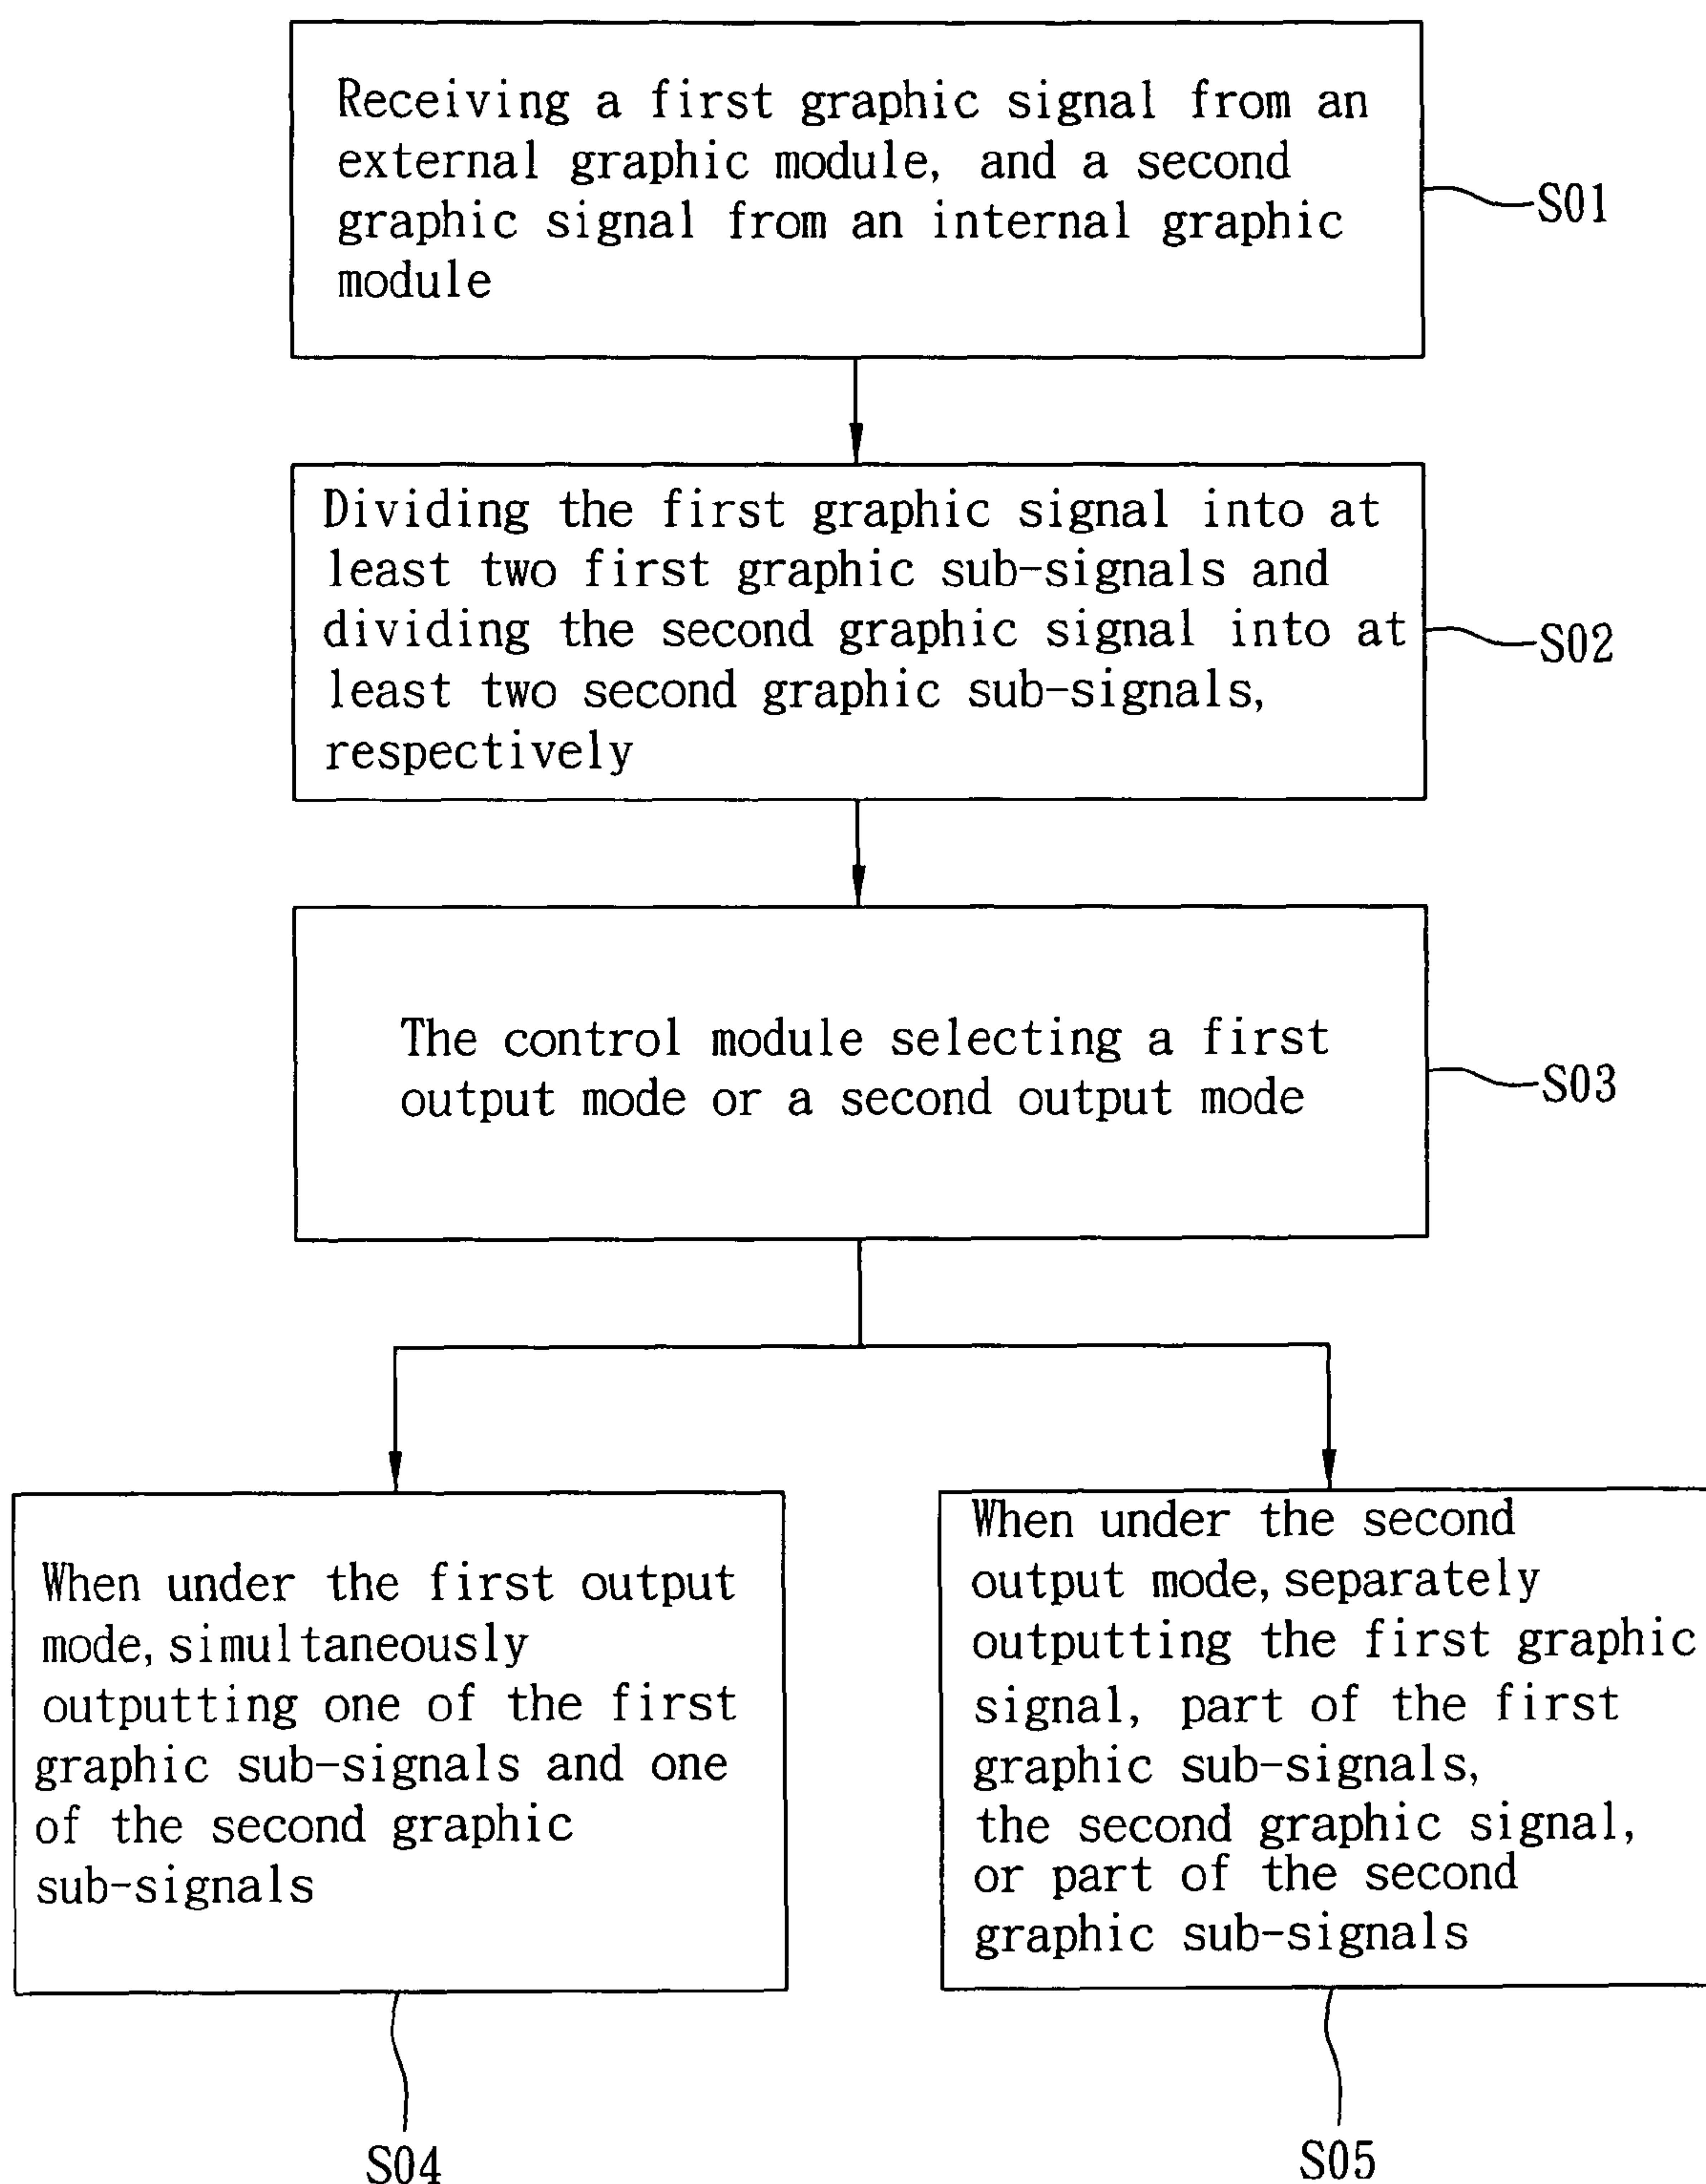 Receiving a first graphic signal from an
external graphic module, and a second
graphic signal from an internal graphic
module
S01
Dividing the first graphic signal into at
least two first graphic sub-signals and
dividing the second graphic signal into at
least two second graphic sub-signals,
respectively
S02
The control module selecting a first
output mode or a second output mode
S03
When under the first output
mode, simultaneously
outputting one of the first
graphic sub-signals and one
of the second graphic
sub-signals
S04
When under the second
output mode, separately
outputting the first graphic
signal, part of the first
graphic sub-signals,
the second graphic signal,
or part of the second
graphic sub-signals
S05